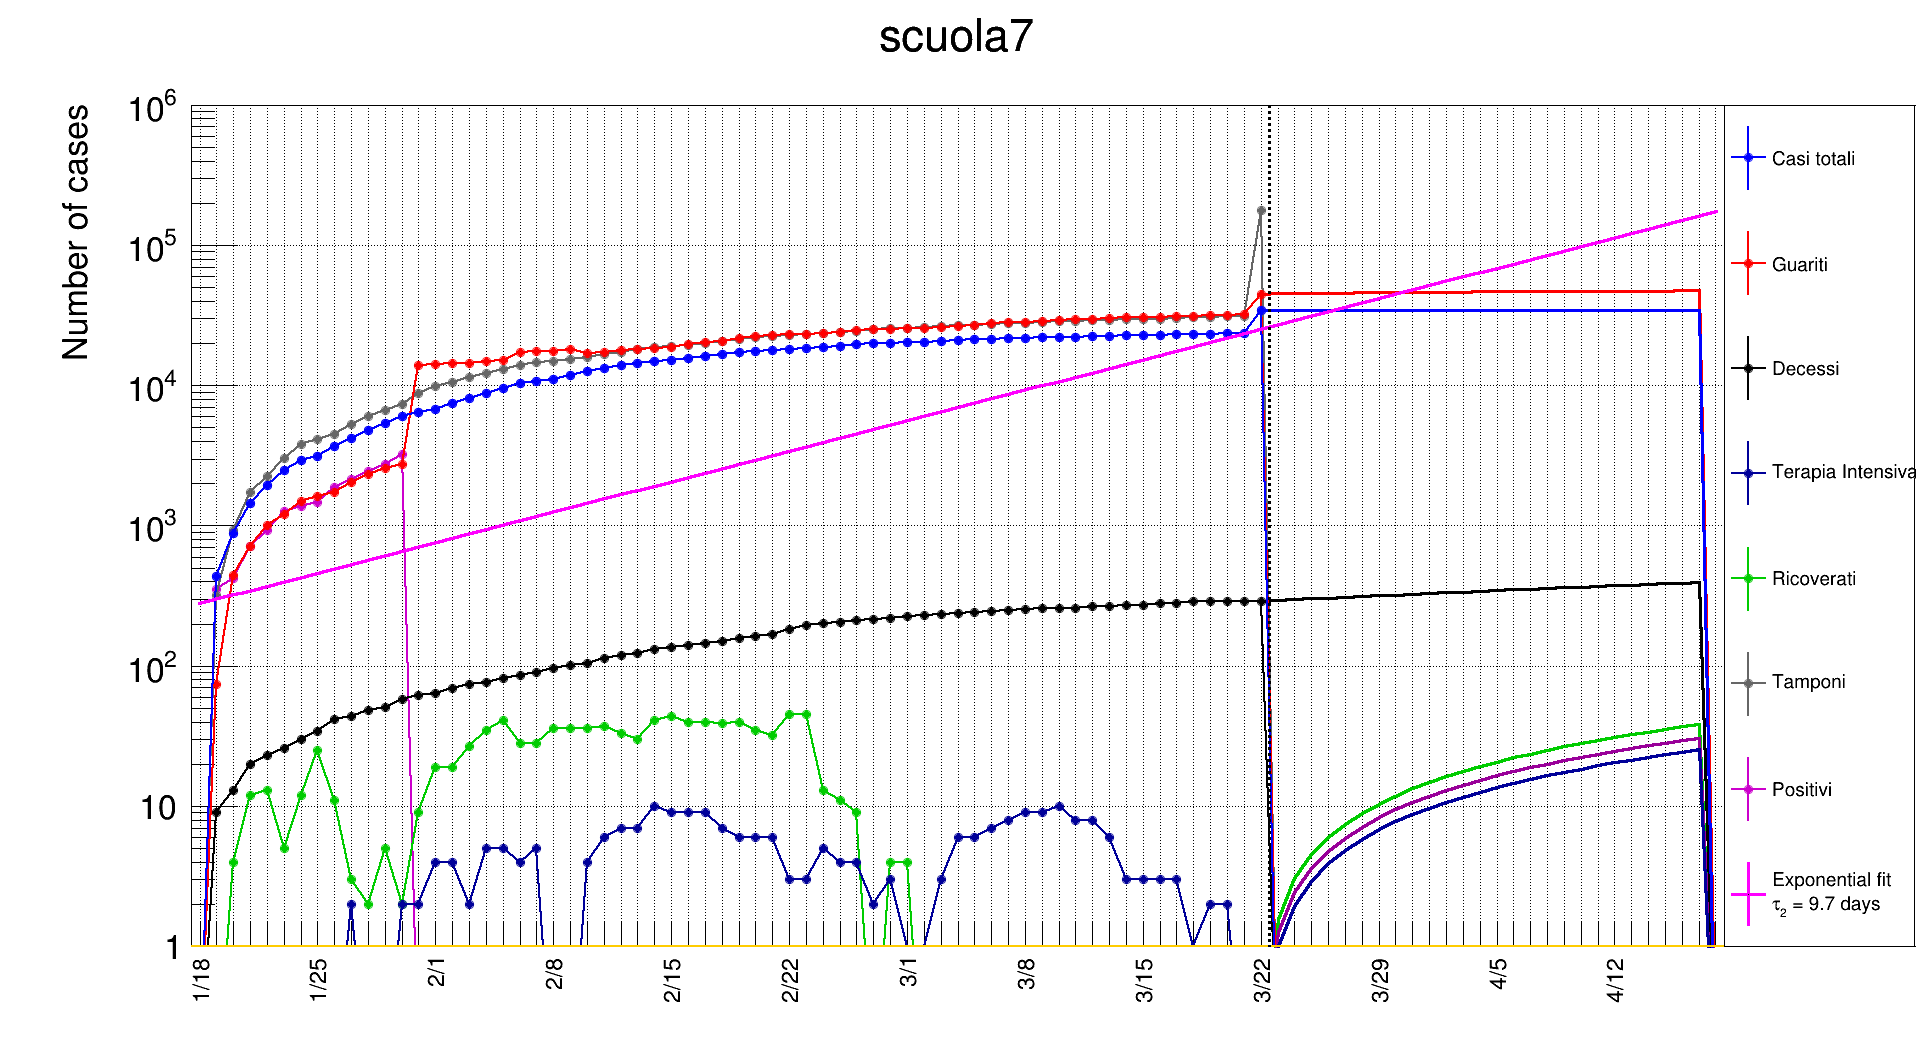 scuola7
Number of cases
10^6
10^5
10^4
10^3
10^2
10
1
1/18
1/25
2/1
2/8
2/15
2/22
3/1
3/8
3/15
3/22
3/29
4/5
4/12
Casi totali
Guariti
Decessi
Terapia Intensiva
Ricoverati
Tamponi
Positivi
Exponential fit
τ₂ = 9.7 days